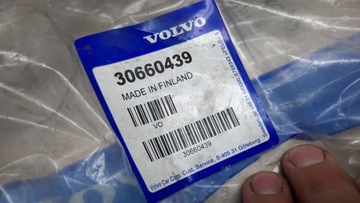 VOLVO
30660439
MADE IN FINLAND
VO
30660439
Volvo Car Corp. Cust. Service, S-405 31 Göteborg